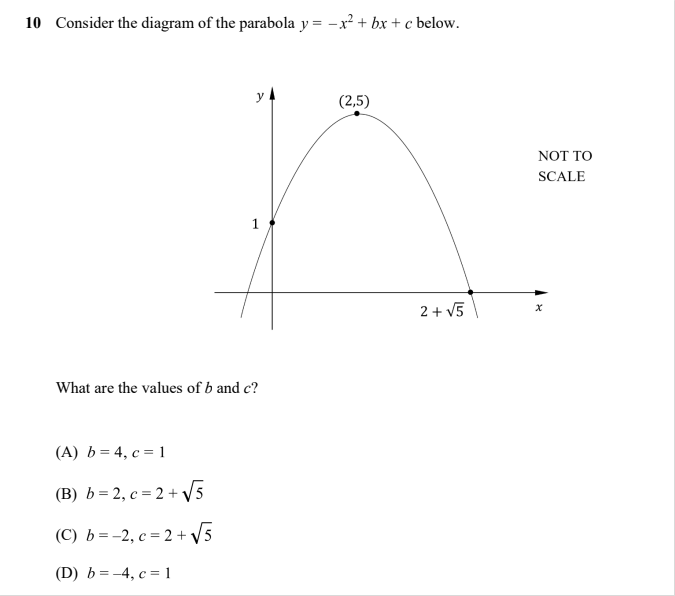 10 Consider the diagram of the parabola y = −x² + bx + c below.
y
(2,5)
NOT TO
SCALE
1
2 + √5
x
What are the values of b and c?
(A) b = 4, c = 1
(B) b = 2, c = 2 + √5
(C) b = –2, c = 2 + √5
(D) b = –4, c = 1